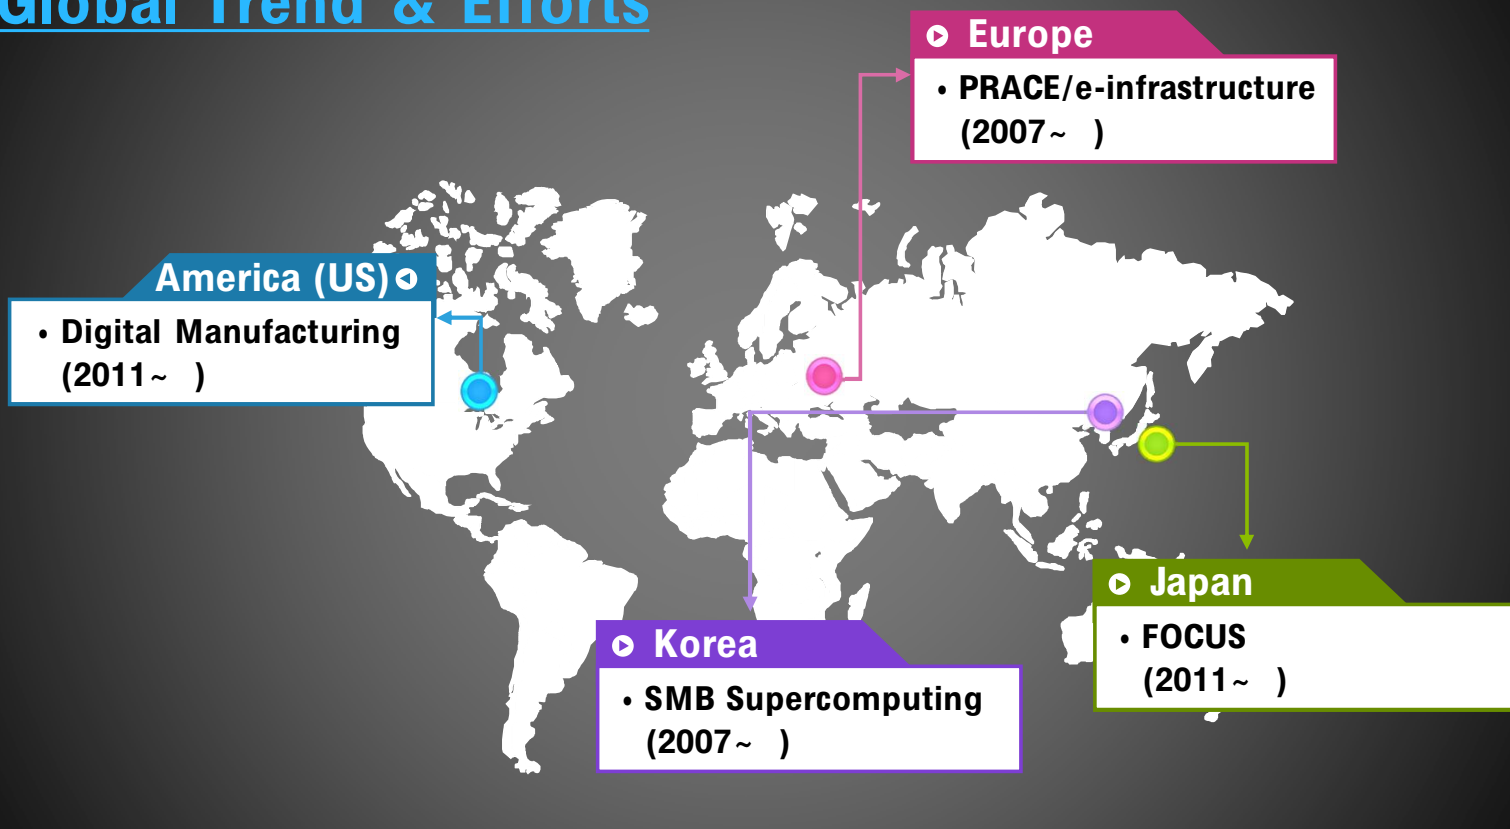 Global Trend & Efforts
Europe
• PRACE/e-infrastructure
(2007~ )
America (US)
• Digital Manufacturing
(2011~ )
Japan
• FOCUS
(2011~ )
Korea
• SMB Supercomputing
(2007~ )